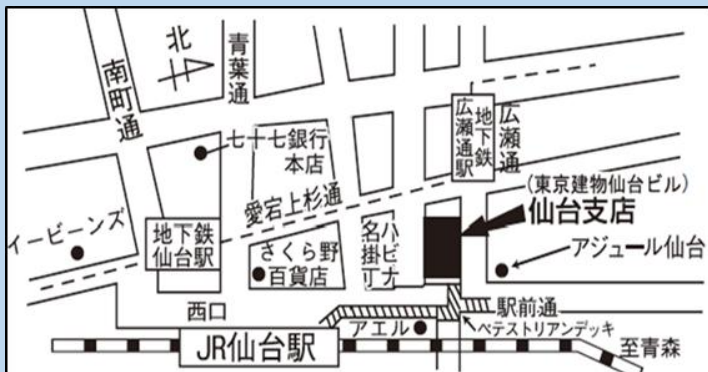 南町通
北
青葉通
七十七銀行
本店
愛宕上杉通
地下鉄
広瀬通駅
広瀬通
(東京建物仙台ビル)
仙台支店
イービーンズ
地下鉄
仙台駅
さくら野
百貨店
ハピナ
名掛丁
アジュール仙台
西口
アエル
駅前通
ペデストリアンデッキ
JR仙台駅
至青森